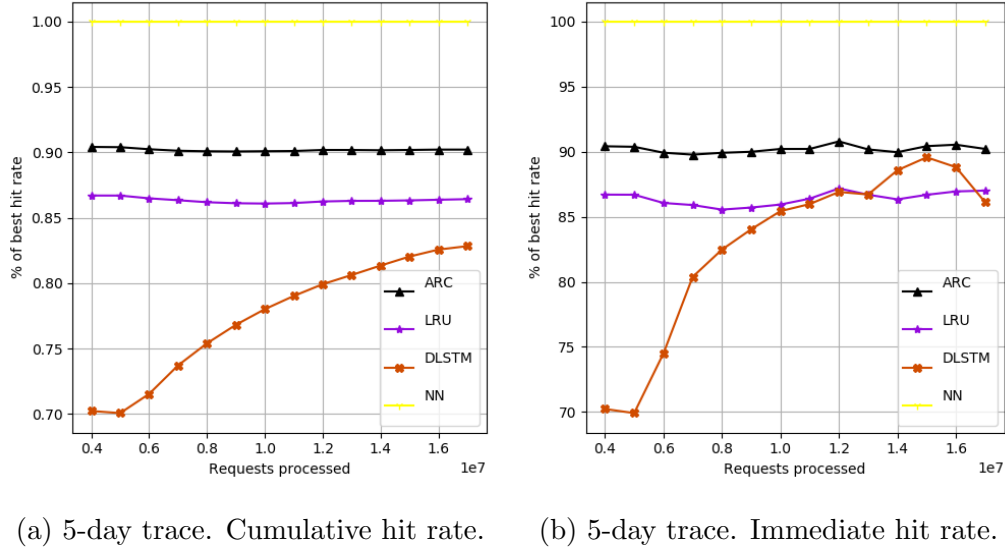 1.00
0.95
0.90
0.85
0.80
0.75
0.70
% of best hit rate
0.4 0.6 0.8 1.0 1.2 1.4 1.6
1e7
Requests processed
ARC
LRU
DLSTM
NN
(a) 5-day trace. Cumulative hit rate.
100
95
90
85
80
75
70
% of best hit rate
0.4 0.6 0.8 1.0 1.2 1.4 1.6
1e7
Requests processed
ARC
LRU
DLSTM
NN
(b) 5-day trace. Immediate hit rate.